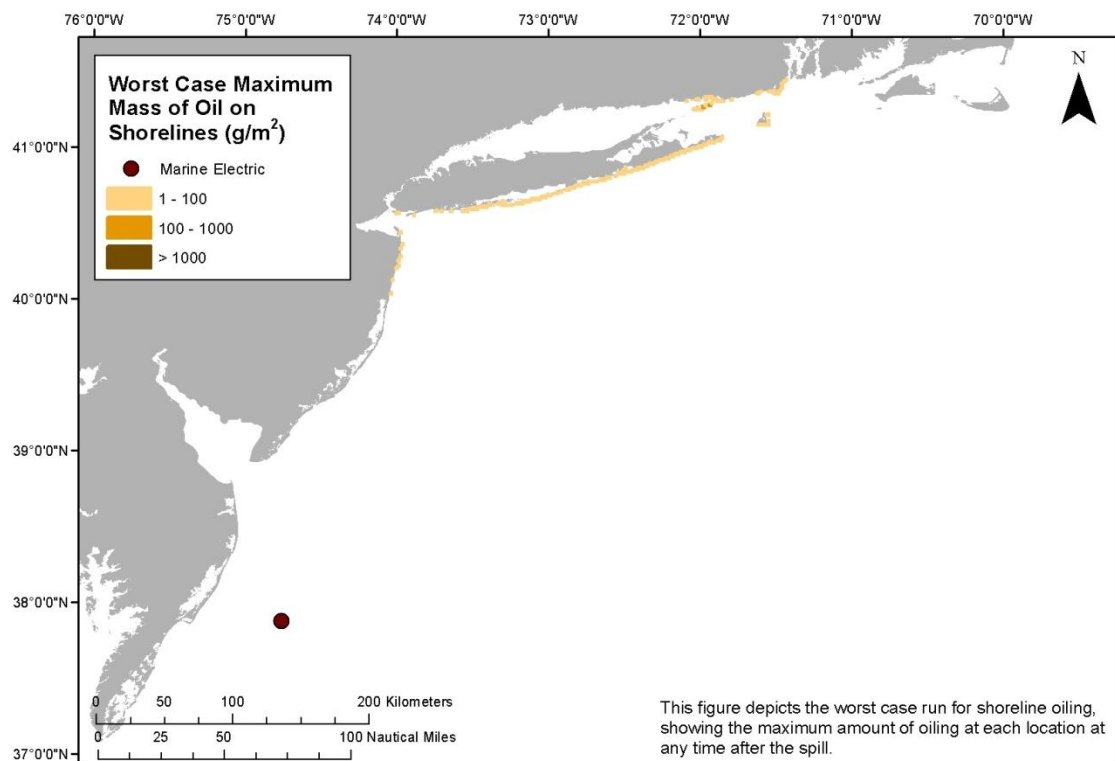 76°0'0"W 75°0'0"W 74°0'0"W 73°0'0"W 72°0'0"W 71°0'0"W 70°0'0"W
Worst Case Maximum
Mass of Oil on
Shorelines (g/m²)
Marine Electric
1 - 100
100 - 1000
> 1000
N
41°0'0"N
40°0'0"N
39°0'0"N
38°0'0"N
37°0'0"N
0 50 100 200 Kilometers
0 25 50 100 Nautical Miles
This figure depicts the worst case run for shoreline oiling,
showing the maximum amount of oiling at each location at
any time after the spill.